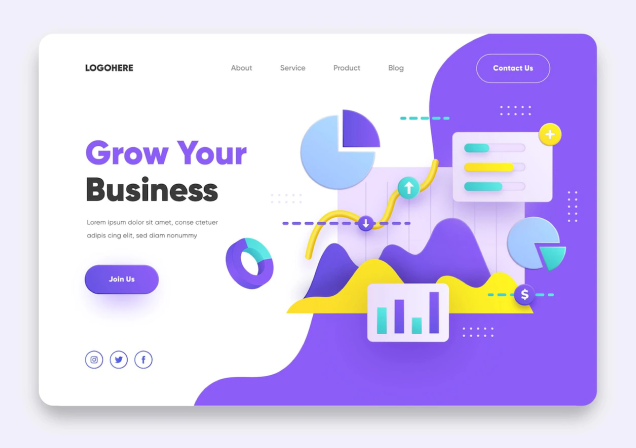 LOGOHERE
About
Service
Product
Blog
Contact Us
Grow Your
Business
Lorem ipsum dolor sit amet, conse ctetuer
adipis cing elit, sed diam nonummy
Join Us
$